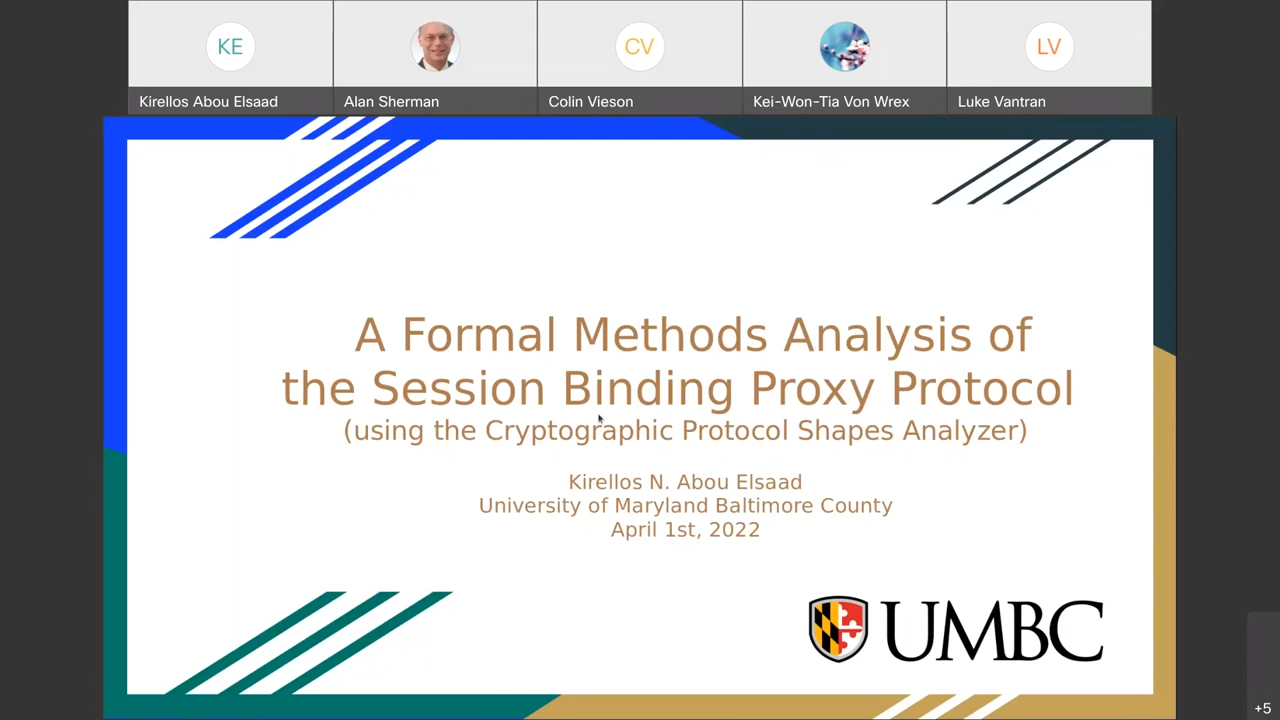 KE
CV
LV
Kirellos Abou Elsaad
Alan Sherman
Colin Vieson
Kei-Won-Tia Von Wrex
Luke Vantran
A Formal Methods Analysis of
the Session Binding Proxy Protocol
(using the Cryptographic Protocol Shapes Analyzer)
Kirellos N. Abou Elsaad
University of Maryland Baltimore County
April 1st, 2022
UMBC
+5